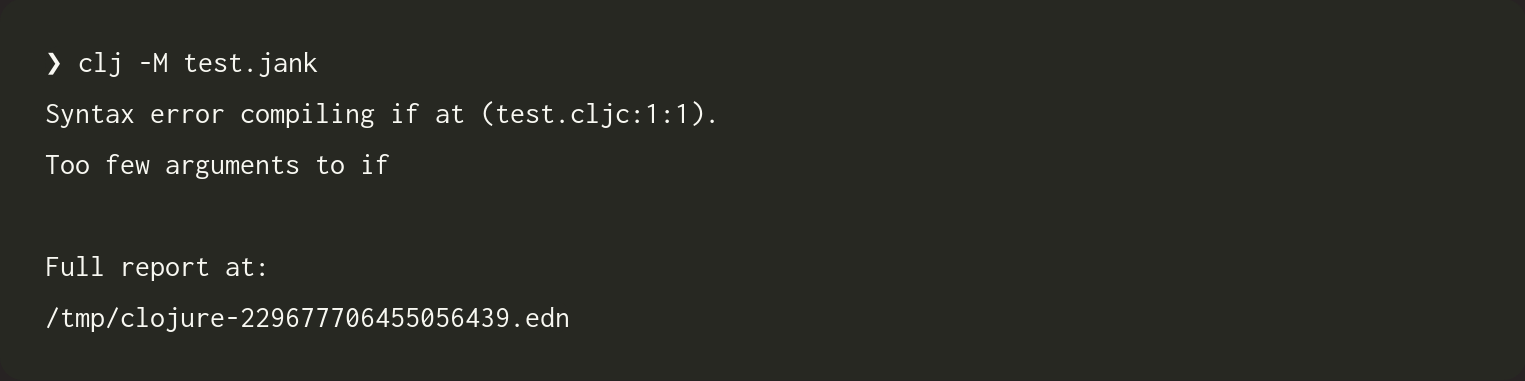 ❯ clj -M test.jank
Syntax error compiling if at (test.cljc:1:1).
Too few arguments to if
Full report at:
/tmp/clojure-229677706455056439.edn